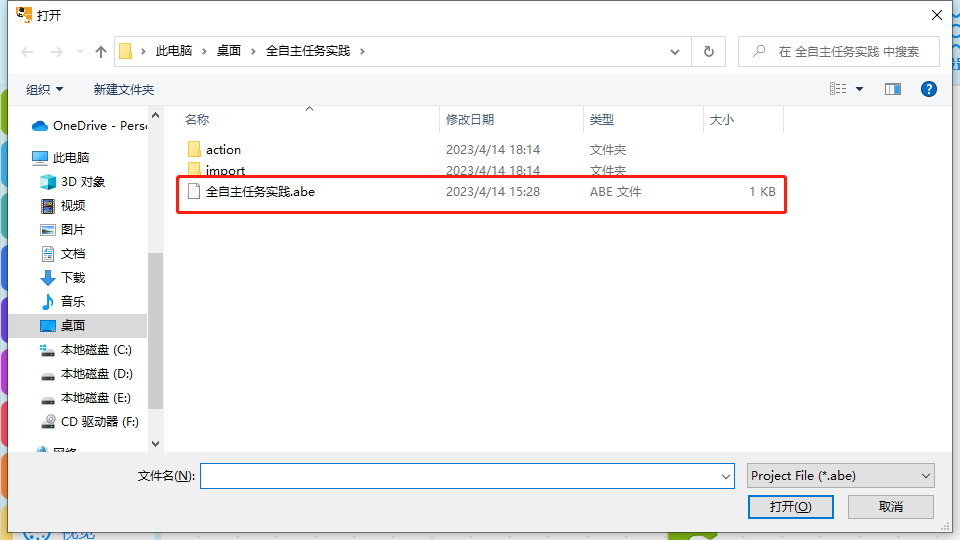 打开
此电脑 › 桌面 › 全自主任务实践 ›
在 全自主任务实践 中搜索
组织
新建文件夹
名称 修改日期 类型 大小
action 2023/4/14 18:14 文件夹
import 2023/4/14 18:14 文件夹
全自主任务实践.abe 2023/4/14 15:28 ABE 文件 1 KB
OneDrive - Perso
此电脑
3D 对象
视频
图片
文档
下载
音乐
桌面
本地磁盘 (C:)
本地磁盘 (D:)
本地磁盘 (E:)
CD 驱动器 (F:)
网络
文件名(N):
Project File (*.abe)
打开(O)
取消